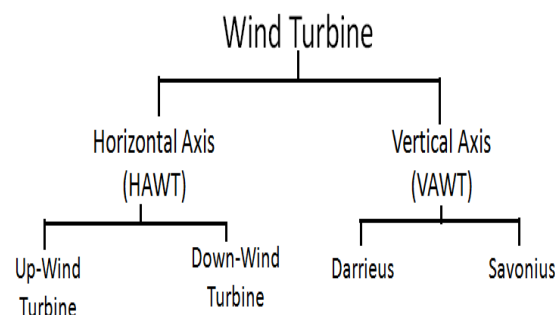 Wind Turbine
Horizontal Axis
(HAWT)
Vertical Axis
(VAWT)
Up-Wind
Turbine
Down-Wind
Turbine
Darrieus
Savonius